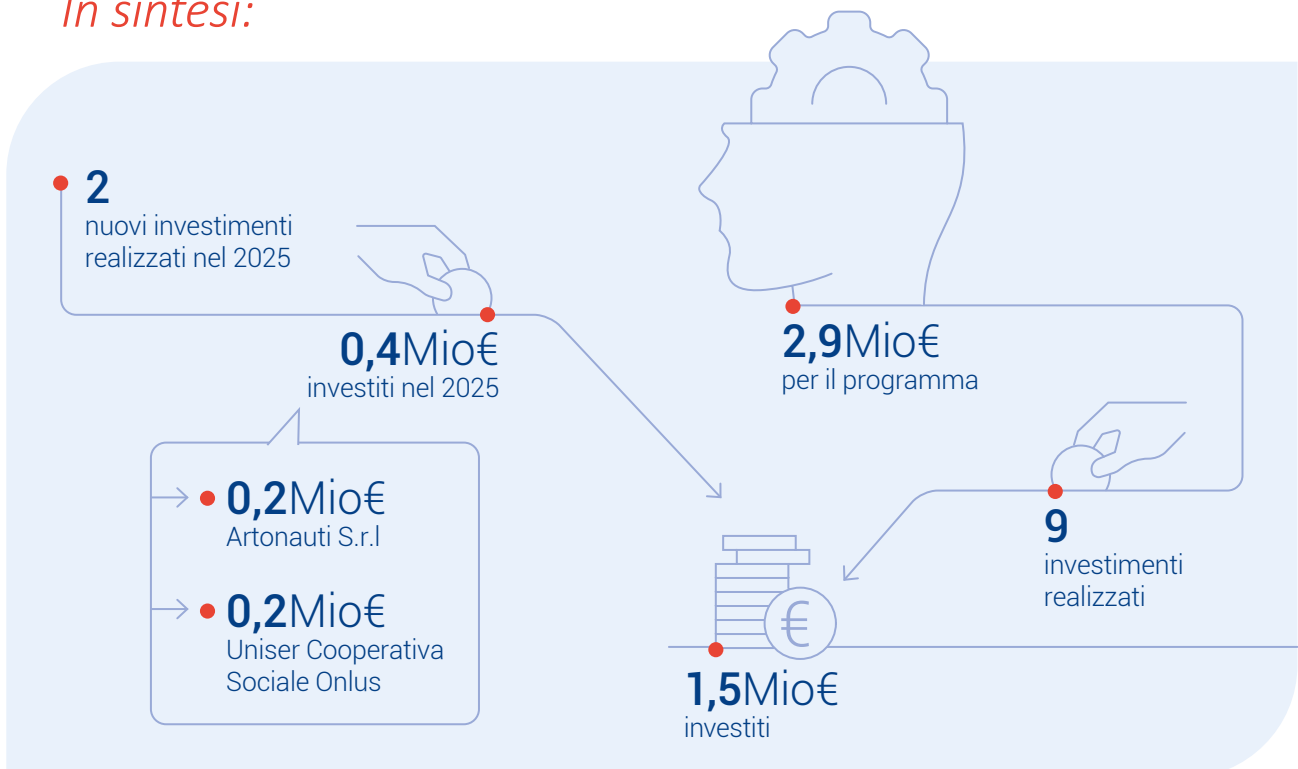 In sintesi:
2
nuovi investimenti
realizzati nel 2025
0,4Mio€
investiti nel 2025
0,2Mio€
Artonauti S.r.l
0,2Mio€
Uniser Cooperativa
Sociale Onlus
2,9Mio€
per il programma
9
investimenti
realizzati
€
1,5Mio€
investiti